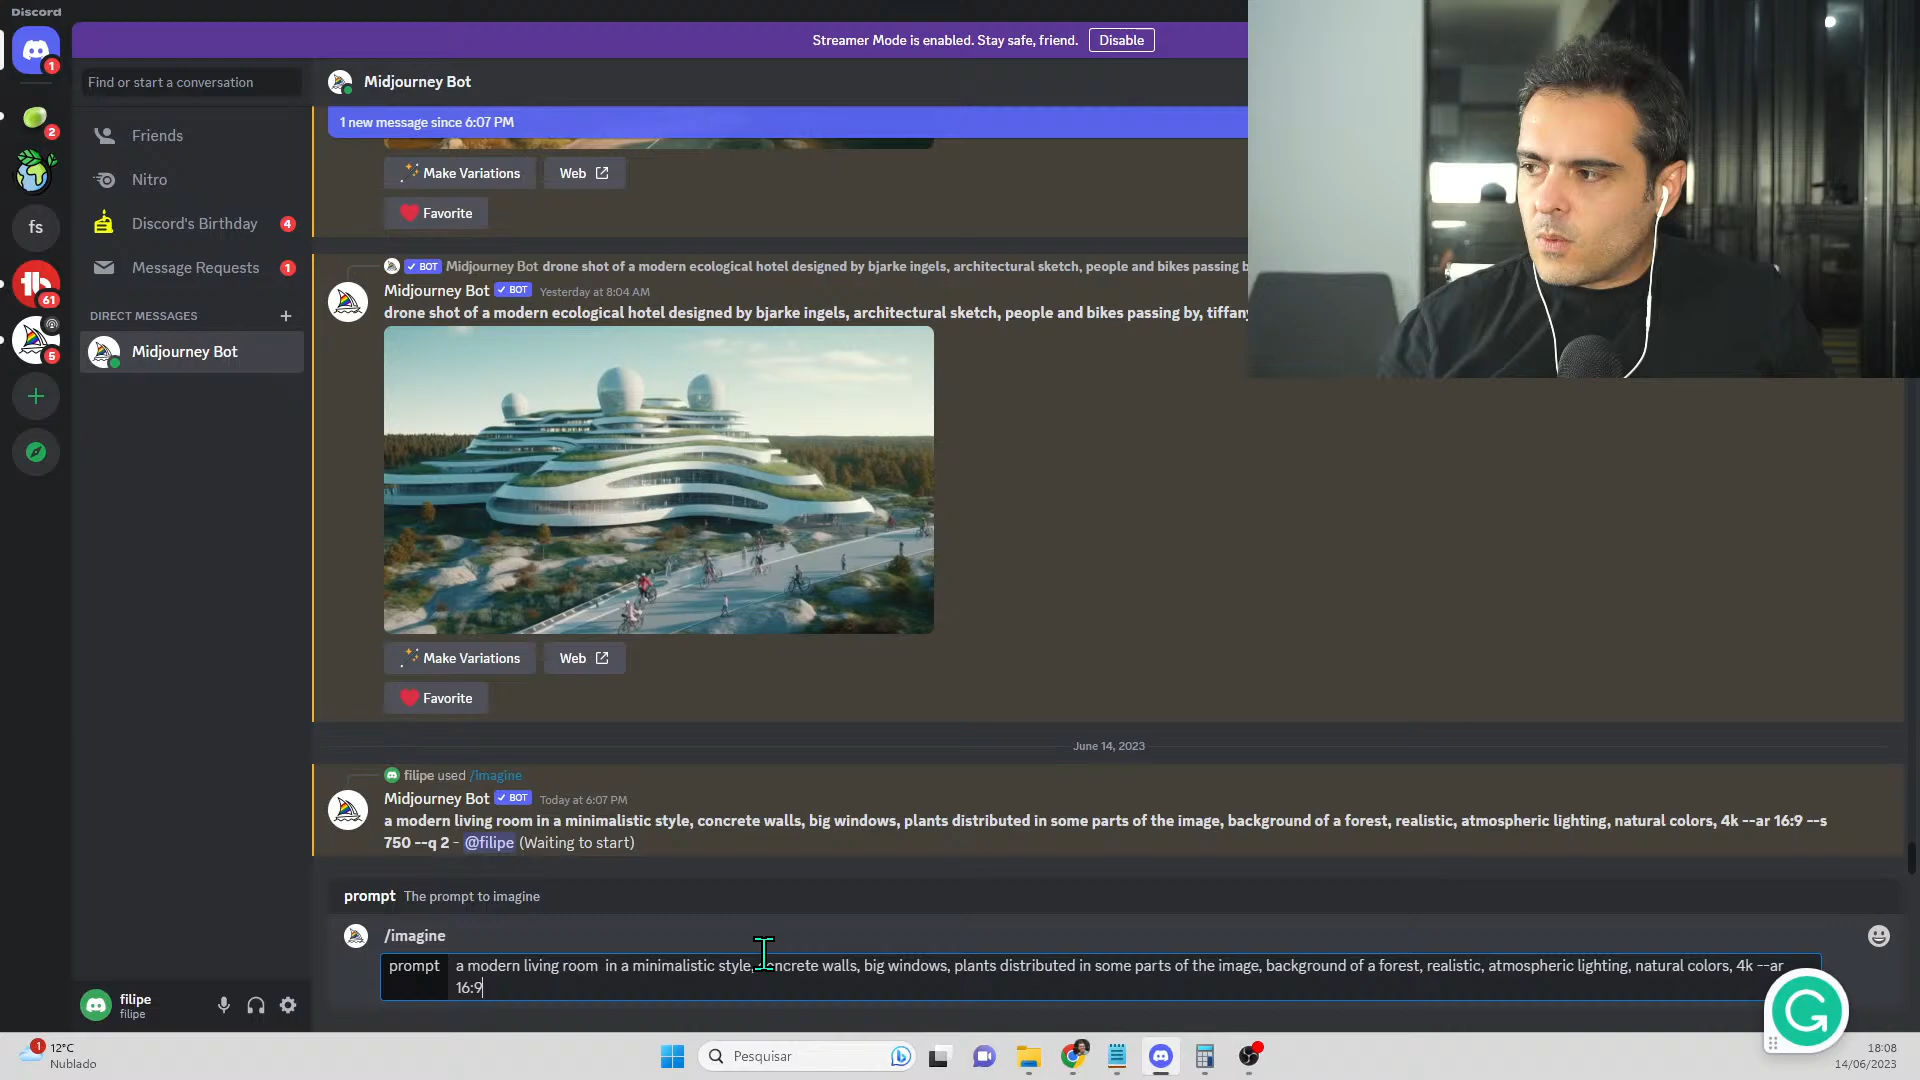 Discord
Streamer Mode is enabled. Stay safe, friend. Disable
1
Find or start a conversation
Midjourney Bot
1 new message since 6:07 PM
2
Friends
Make Variations Web
Nitro
Favorite
fs
Discord's Birthday 4
Message Requests 1
BOT Midjourney Bot drone shot of a modern ecological hotel designed by bjarke ingels, architectural sketch, people and bikes passing b
Midjourney Bot BOT Yesterday at 8:04 AM
61
drone shot of a modern ecological hotel designed by bjarke ingels, architectural sketch, people and bikes passing by, tiffany
DIRECT MESSAGES +
5
Midjourney Bot
Make Variations Web
Favorite
June 14, 2023
filipe used /imagine
Midjourney Bot BOT Today at 6:07 PM
a modern living room in a minimalistic style, concrete walls, big windows, plants distributed in some parts of the image, background of a forest, realistic, atmospheric lighting, natural colors, 4k --ar 16:9 --s
750 --q 2 - @filipe (Waiting to start)
prompt The prompt to imagine
/imagine
prompt a modern living room in a minimalistic style, concrete walls, big windows, plants distributed in some parts of the image, background of a forest, realistic, atmospheric lighting, natural colors, 4k --ar
16:9
filipe
filipe
1
12°C
Nublado
Pesquisar
18:08
14/06/2023